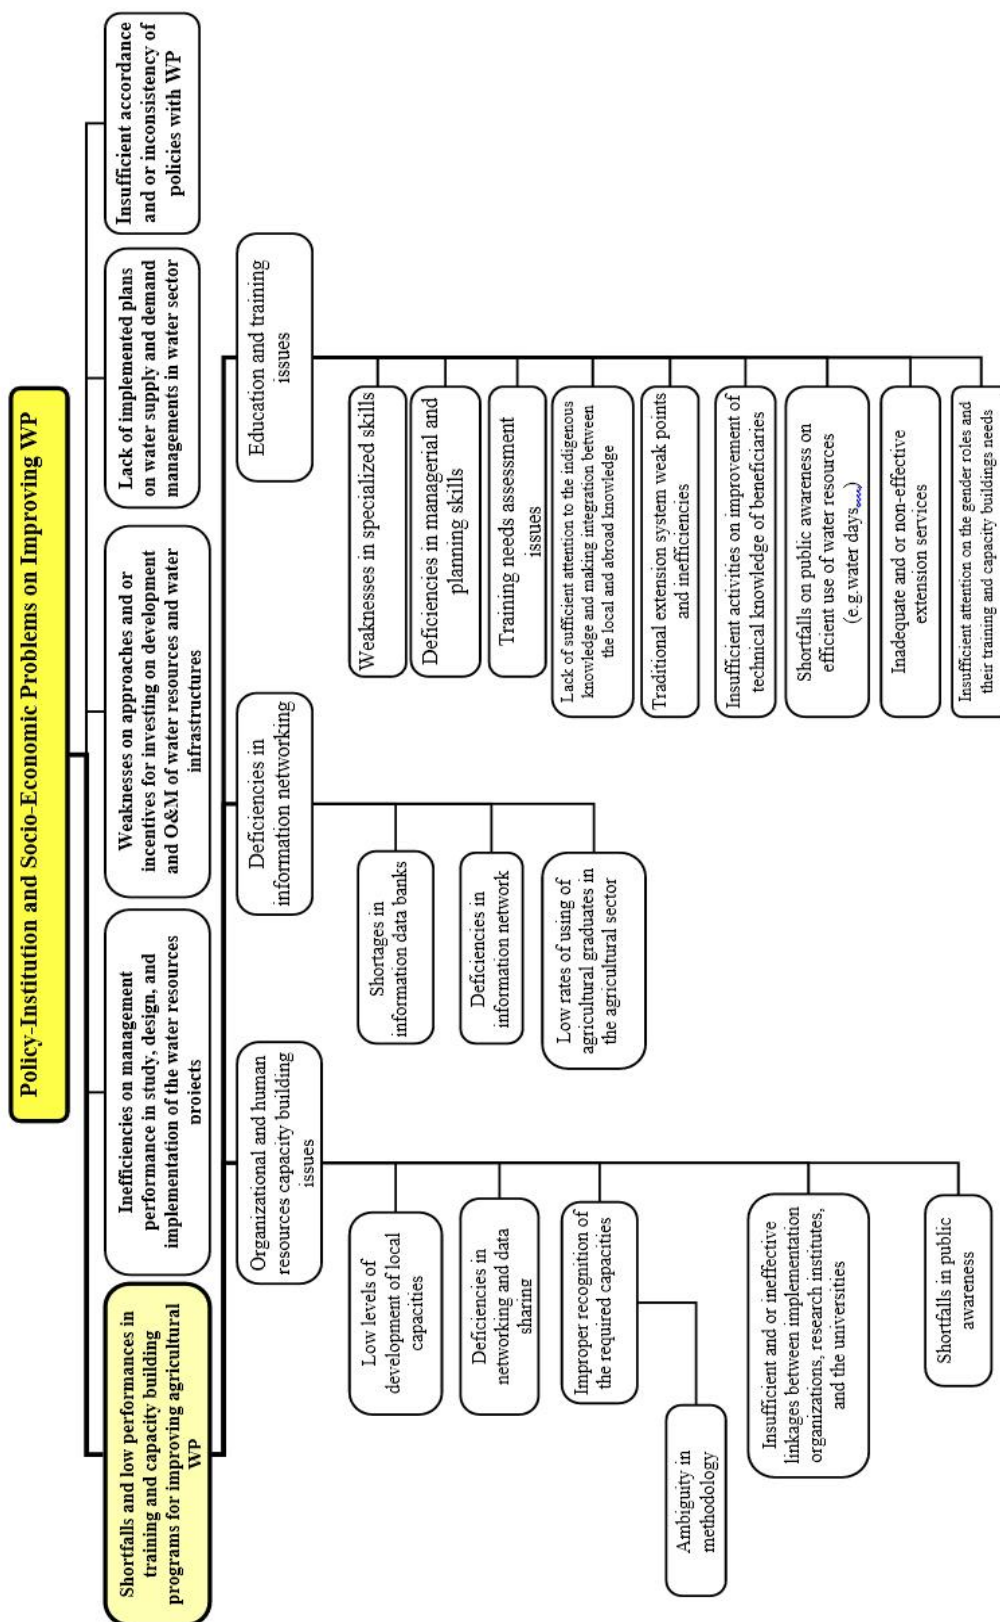 Policy-Institution and Socio-Economic Problems on Improving WP
Shortfalls and low performances in
training and capacity building
programs for improving agricultural
WP
Inefficiencies on management
performance in study, design, and
implementation of the water resources
projects
Weaknesses on approaches and or
incentives for investing on development
and O&M of water resources and water
infrastructures
Lack of implemented plans
on water supply and demand
managements in water sector
Insufficient accordance
and or inconsistency of
policies with WP
Organizational and human
resources capacity building
issues
Deficiencies in
information networking
Education and training
issues
Low levels of
development of local
capacities
Deficiencies in
networking and data
sharing
Improper recognition of
the required capacities
Ambiguity in
methodology
Insufficient and or ineffective
linkages between implementation
organizations, research institutes,
and the universities
Shortfalls in public
awareness
Shortages in
information data banks
Deficiencies in
information network
Low rates of using of
agricultural graduates in
the agricultural sector
Weaknesses in specialized skills
Deficiencies in managerial and
planning skills
Training needs assessment
issues
Lack of sufficient attention to the indigenous
knowledge and making integration between
the local and abroad knowledge
Traditional extension system weak points
and inefficiencies
Insufficient activities on improvement of
technical knowledge of beneficiaries
Shortfalls on public awareness on
efficient use of water resources
(e.g.water days,...)
Inadequate and or non-effective
extension services
Insufficient attention on the gender roles and
their training and capacity buildings needs